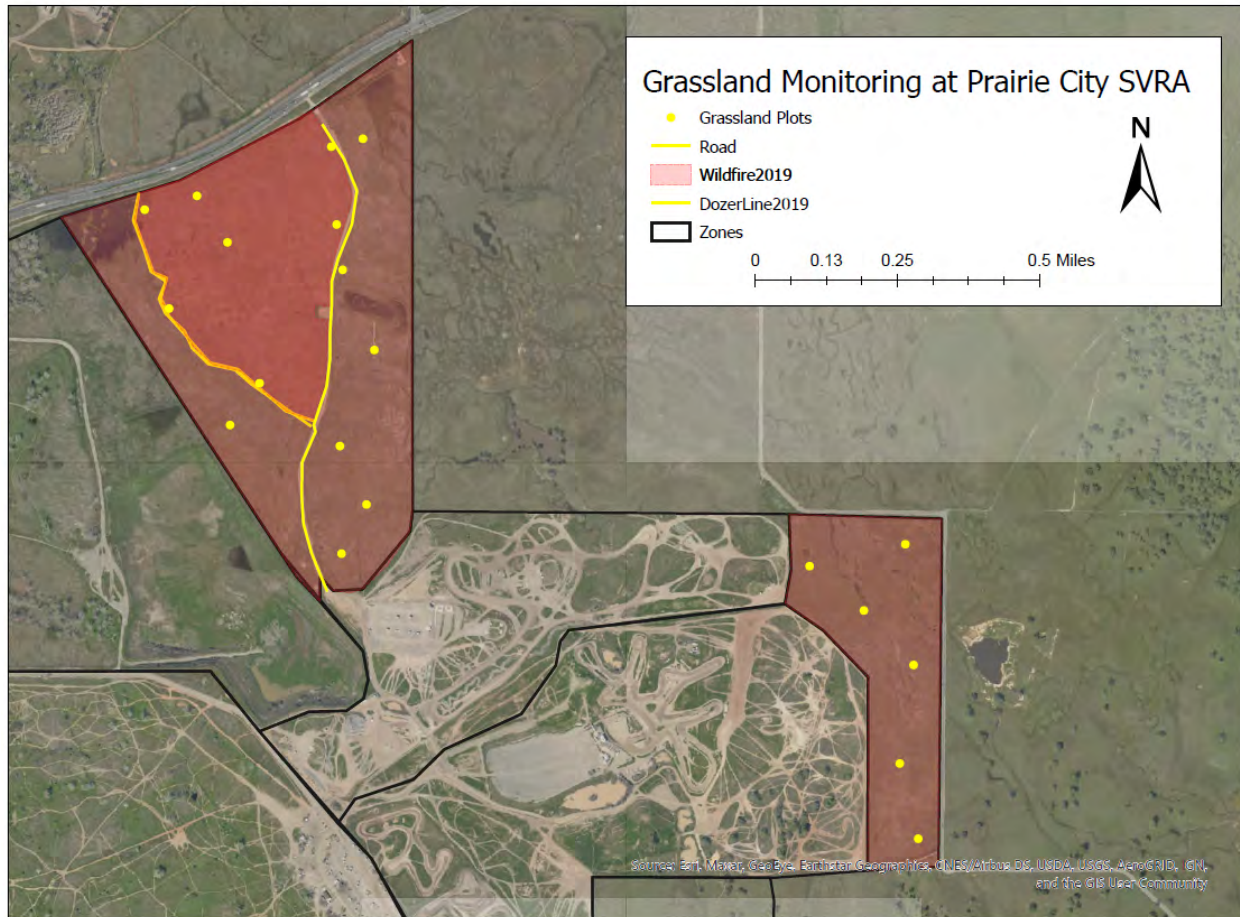 Grassland Monitoring at Prairie City SVRA
Grassland Plots
Road
Wildfire2019
DozerLine2019
Zones
N
0 0.13 0.25 0.5 Miles
Source: Esri, Maxar, GeoEye, Earthstar Geographics, CNES/Airbus DS, USDA, USGS, AeroGRID, IGN,
and the GIS User Community